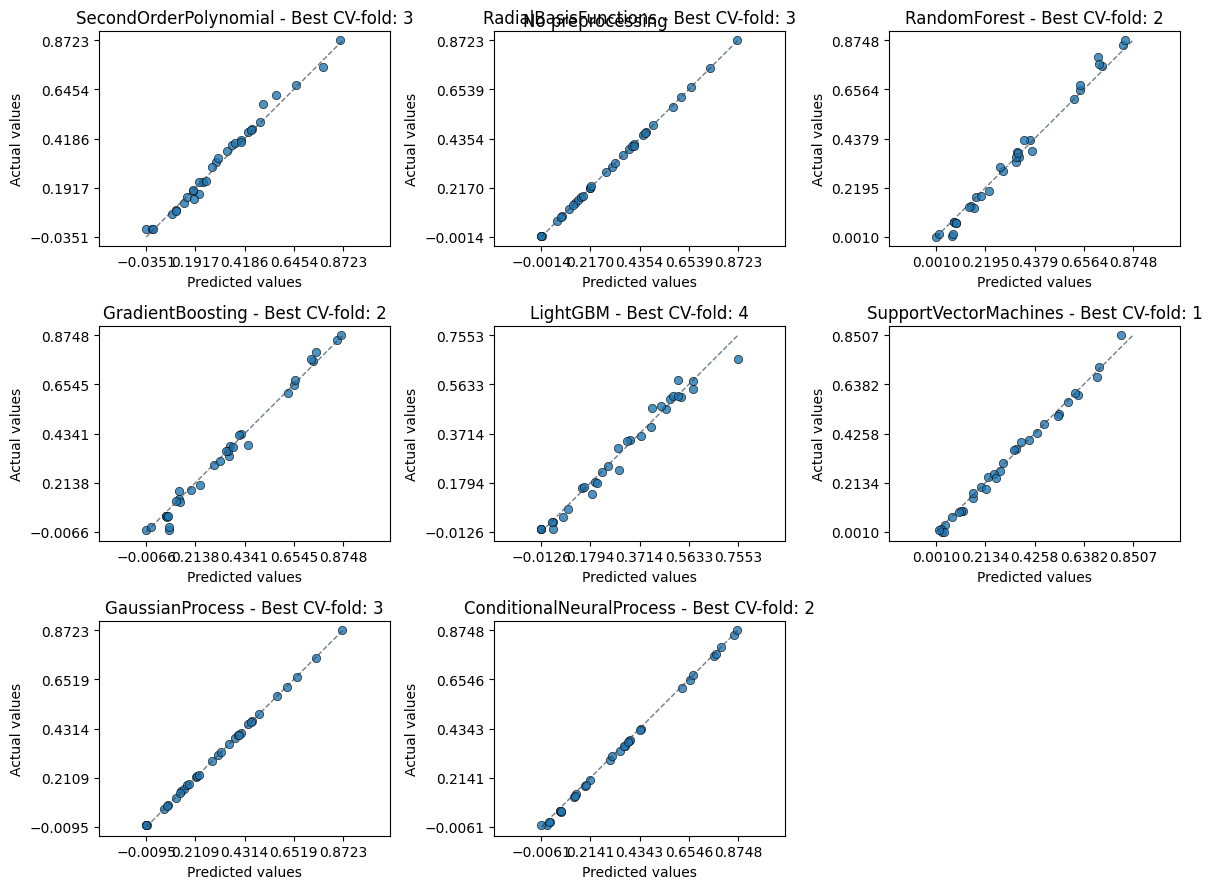 No preprocessing
SecondOrderPolynomial - Best CV-fold: 3
0.8723
0.6454
0.4186
0.1917
−0.0351
Actual values
−0.0351 0.1917 0.4186 0.6454 0.8723
Predicted values
RadialBasisFunctions - Best CV-fold: 3
0.8723
0.6539
0.4354
0.2170
−0.0014
Actual values
−0.0014 0.2170 0.4354 0.6539 0.8723
Predicted values
RandomForest - Best CV-fold: 2
0.8748
0.6564
0.4379
0.2195
0.0010
Actual values
0.0010 0.2195 0.4379 0.6564 0.8748
Predicted values
GradientBoosting - Best CV-fold: 2
0.8748
0.6545
0.4341
0.2138
−0.0066
Actual values
−0.0066 0.2138 0.4341 0.6545 0.8748
Predicted values
LightGBM - Best CV-fold: 4
0.7553
0.5633
0.3714
0.1794
−0.0126
Actual values
−0.0126 0.1794 0.3714 0.5633 0.7553
Predicted values
SupportVectorMachines - Best CV-fold: 1
0.8507
0.6382
0.4258
0.2134
0.0010
Actual values
0.0010 0.2134 0.4258 0.6382 0.8507
Predicted values
GaussianProcess - Best CV-fold: 3
0.8723
0.6519
0.4314
0.2109
−0.0095
Actual values
−0.0095 0.2109 0.4314 0.6519 0.8723
Predicted values
ConditionalNeuralProcess - Best CV-fold: 2
0.8748
0.6546
0.4343
0.2141
−0.0061
Actual values
−0.0061 0.2141 0.4343 0.6546 0.8748
Predicted values